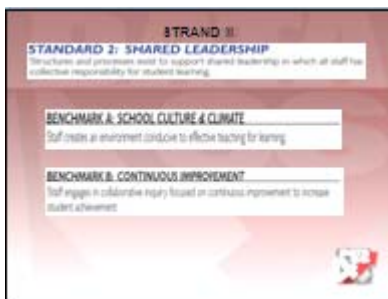 STRAND II
STANDARD 2: SHARED LEADERSHIP
Structures and processes exist to support shared leadership in which all staff has
collective responsibility for student learning.
BENCHMARK A: SCHOOL CULTURE & CLIMATE
Staff creates an environment conducive to effective teaching for learning.
BENCHMARK B: CONTINUOUS IMPROVEMENT
Staff engages in collaborative inquiry focused on continuous improvement to increase
student achievement